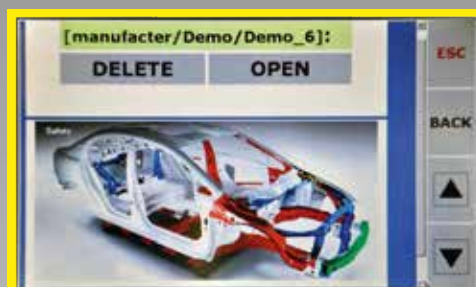 [manufacter/Demo/Demo_6]:
DELETE OPEN
ESC
BACK
Safety